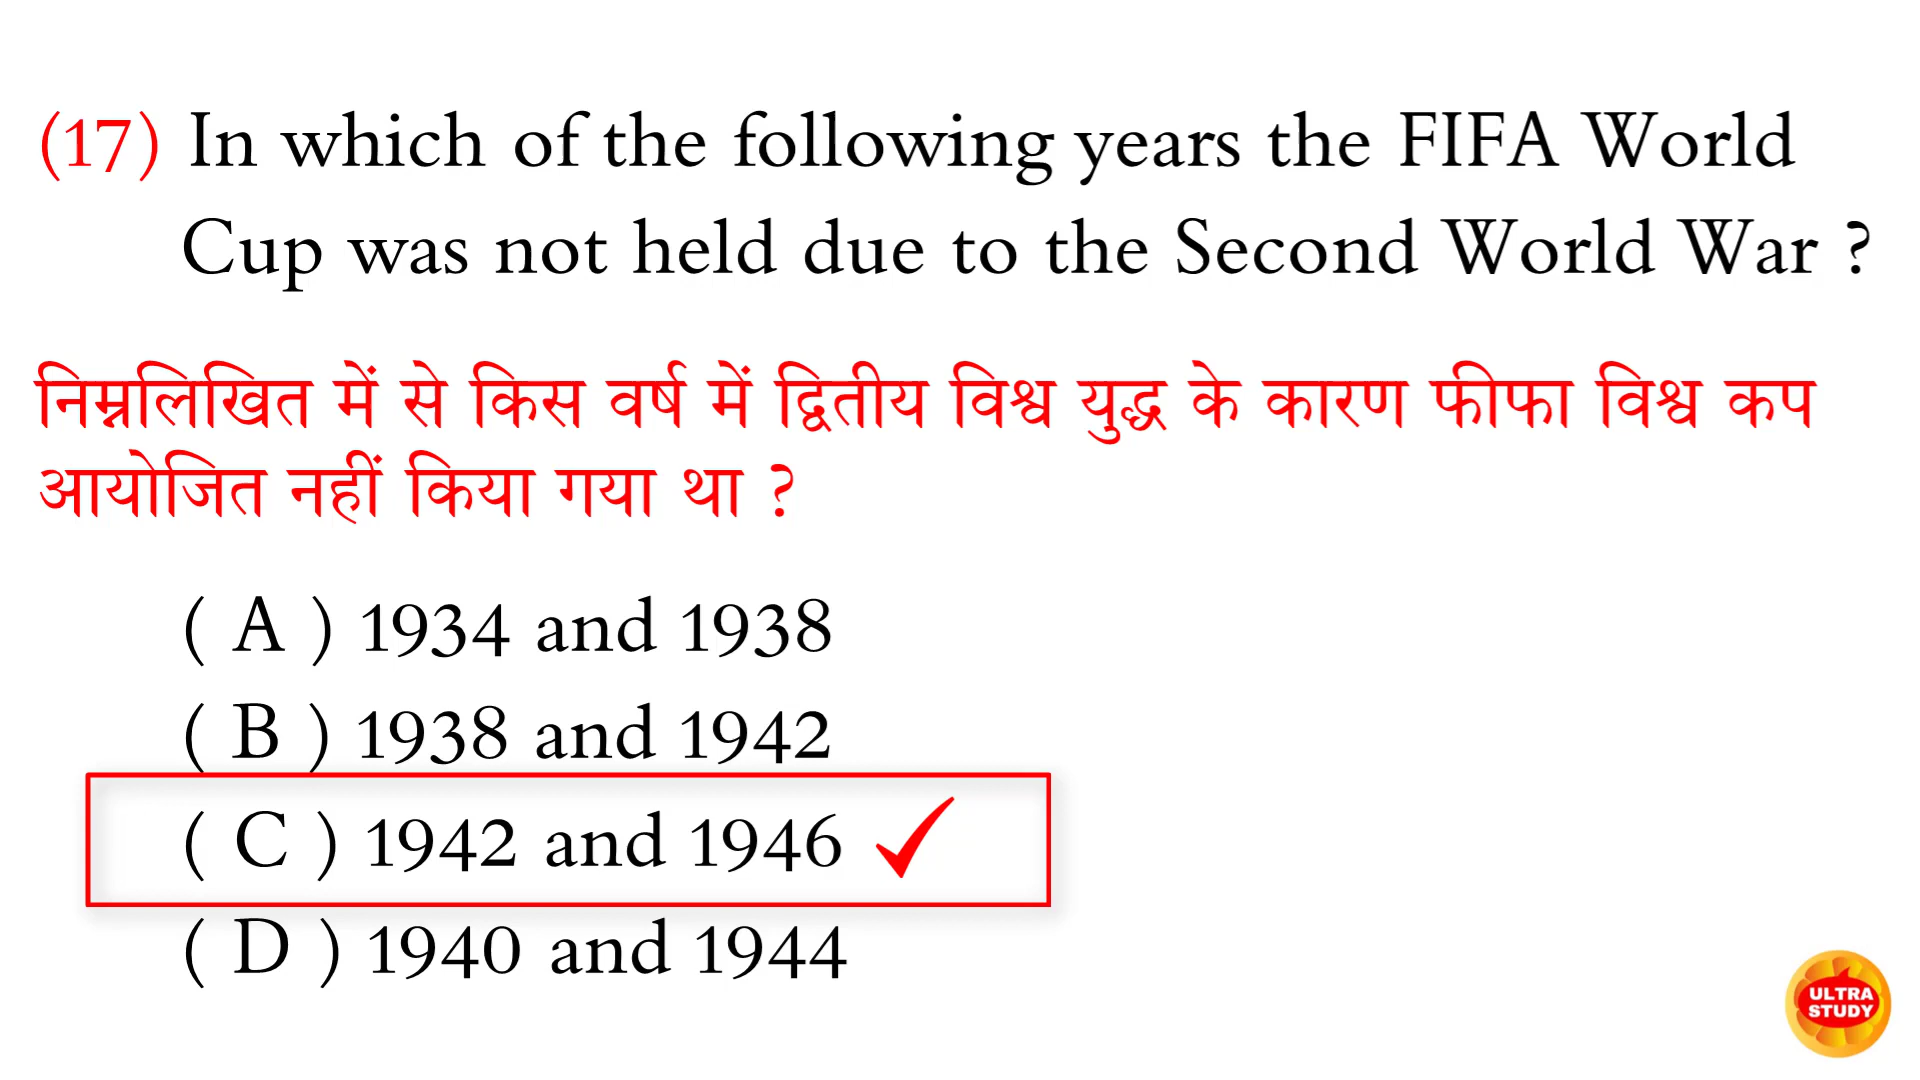 (17) In which of the following years the FIFA World
Cup was not held due to the Second World War ?
निम्नलिखित में से किस वर्ष में द्वितीय विश्व युद्ध के कारण फीफा विश्व कप
आयोजित नहीं किया गया था ?
( A ) 1934 and 1938
( B ) 1938 and 1942
( C ) 1942 and 1946
( D ) 1940 and 1944
ULTRA
STUDY